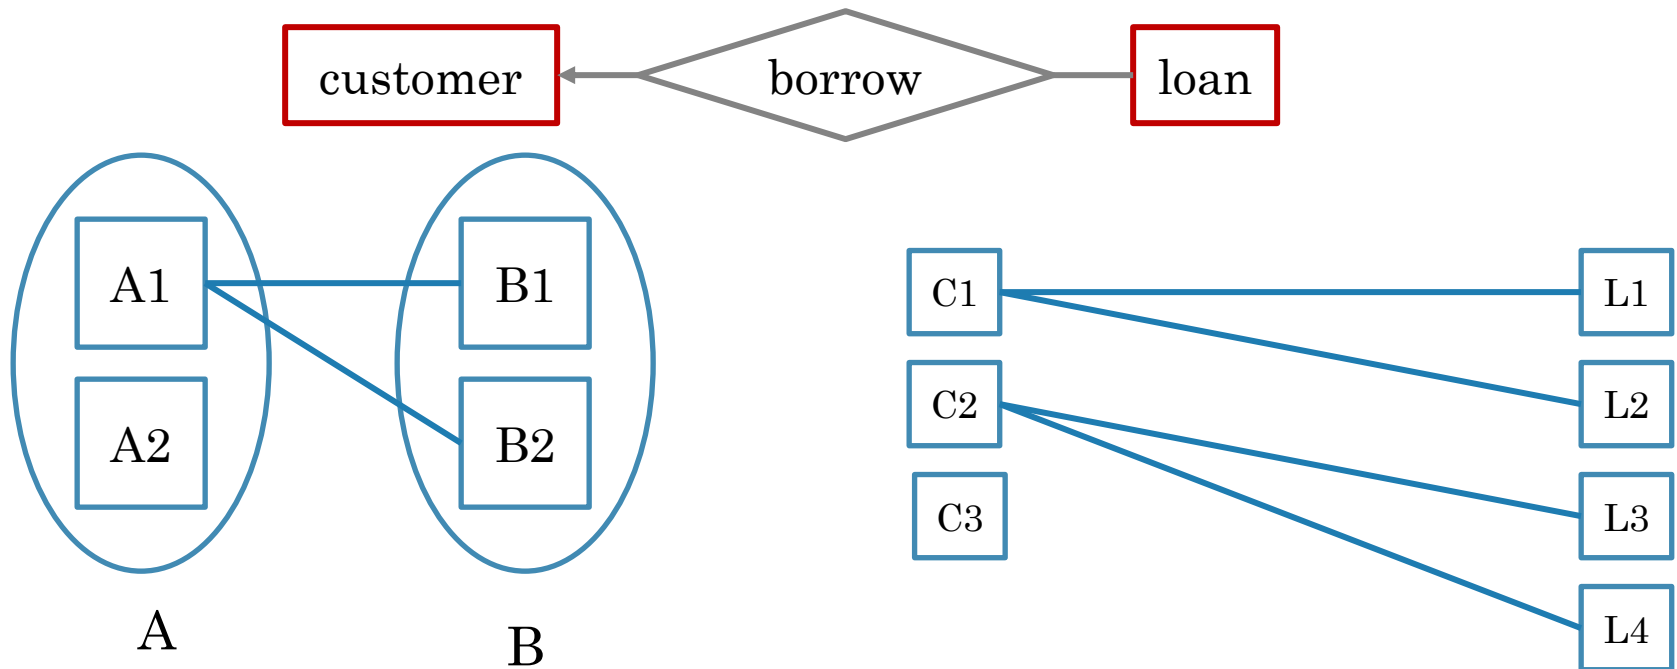 customer borrow loan
A1 B1
A2 B2
A B
C1 L1
C2 L2
C3 L3
L4